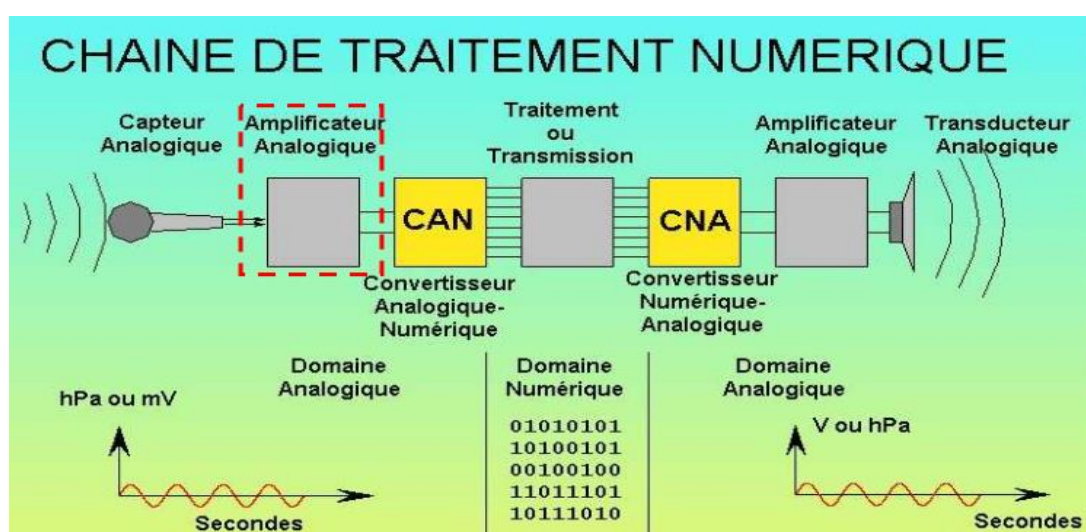 CHAINE DE TRAITEMENT NUMERIQUE
Capteur
Analogique
Amplificateur
Analogique
Traitement
ou
Transmission
Amplificateur
Analogique
Transducteur
Analogique
CAN
CNA
Convertisseur
Analogique-
Numérique
Convertisseur
Numérique-
Analogique
Domaine
Analogique
Domaine
Numérique
Domaine
Analogique
hPa ou mV
Secondes
01010101
10100101
00100100
11011101
10111010
V ou hPa
Secondes